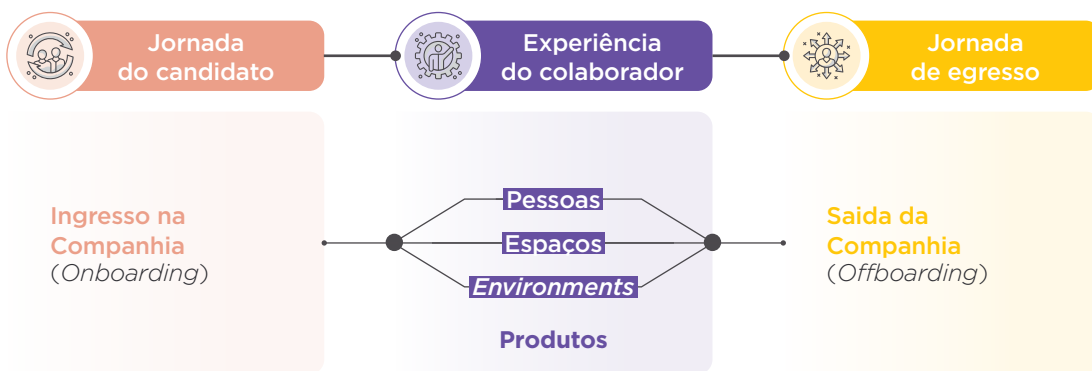 Jornada
do candidato
Experiência
do colaborador
Jornada
de egresso
Ingresso na
Companhia
(Onboarding)
Pessoas
Espaços
Environments
Produtos
Saida da
Companhia
(Offboarding)